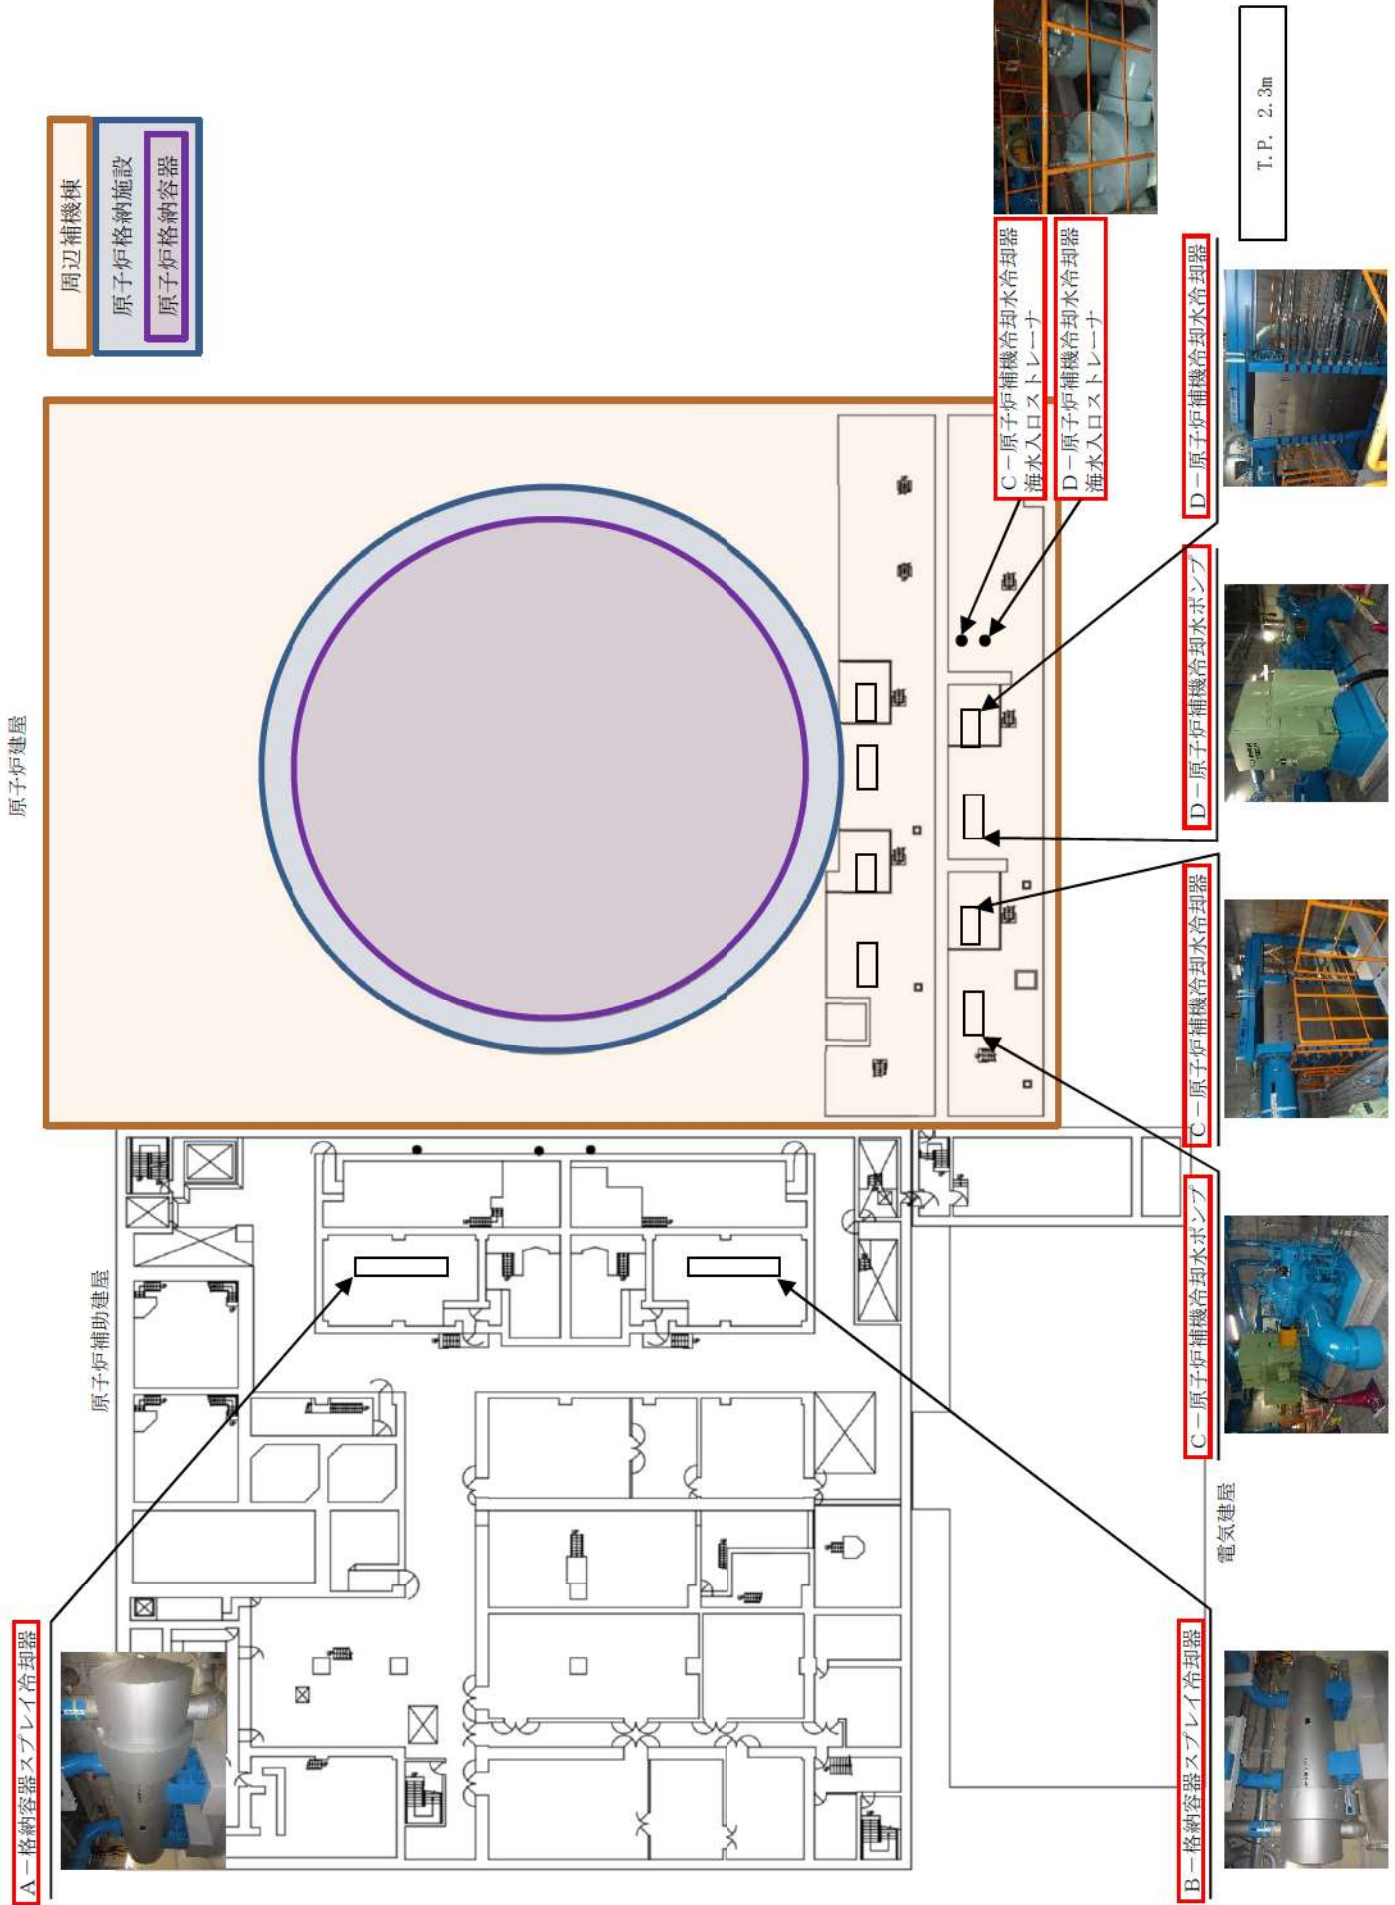 原子炉建屋
周辺補機棟
原子炉格納施設
原子炉格納容器
原子炉補助建屋
電気建屋
A－格納容器スプレイ冷却器
B－格納容器スプレイ冷却器
C－原子炉補機冷却水ポンプ
C－原子炉補機冷却水冷却器
D－原子炉補機冷却水ポンプ
D－原子炉補機冷却水冷却器
C－原子炉補機冷却水冷却器
海水入口ストレーナ
D－原子炉補機冷却水冷却器
海水入口ストレーナ
T.P. 2.3m